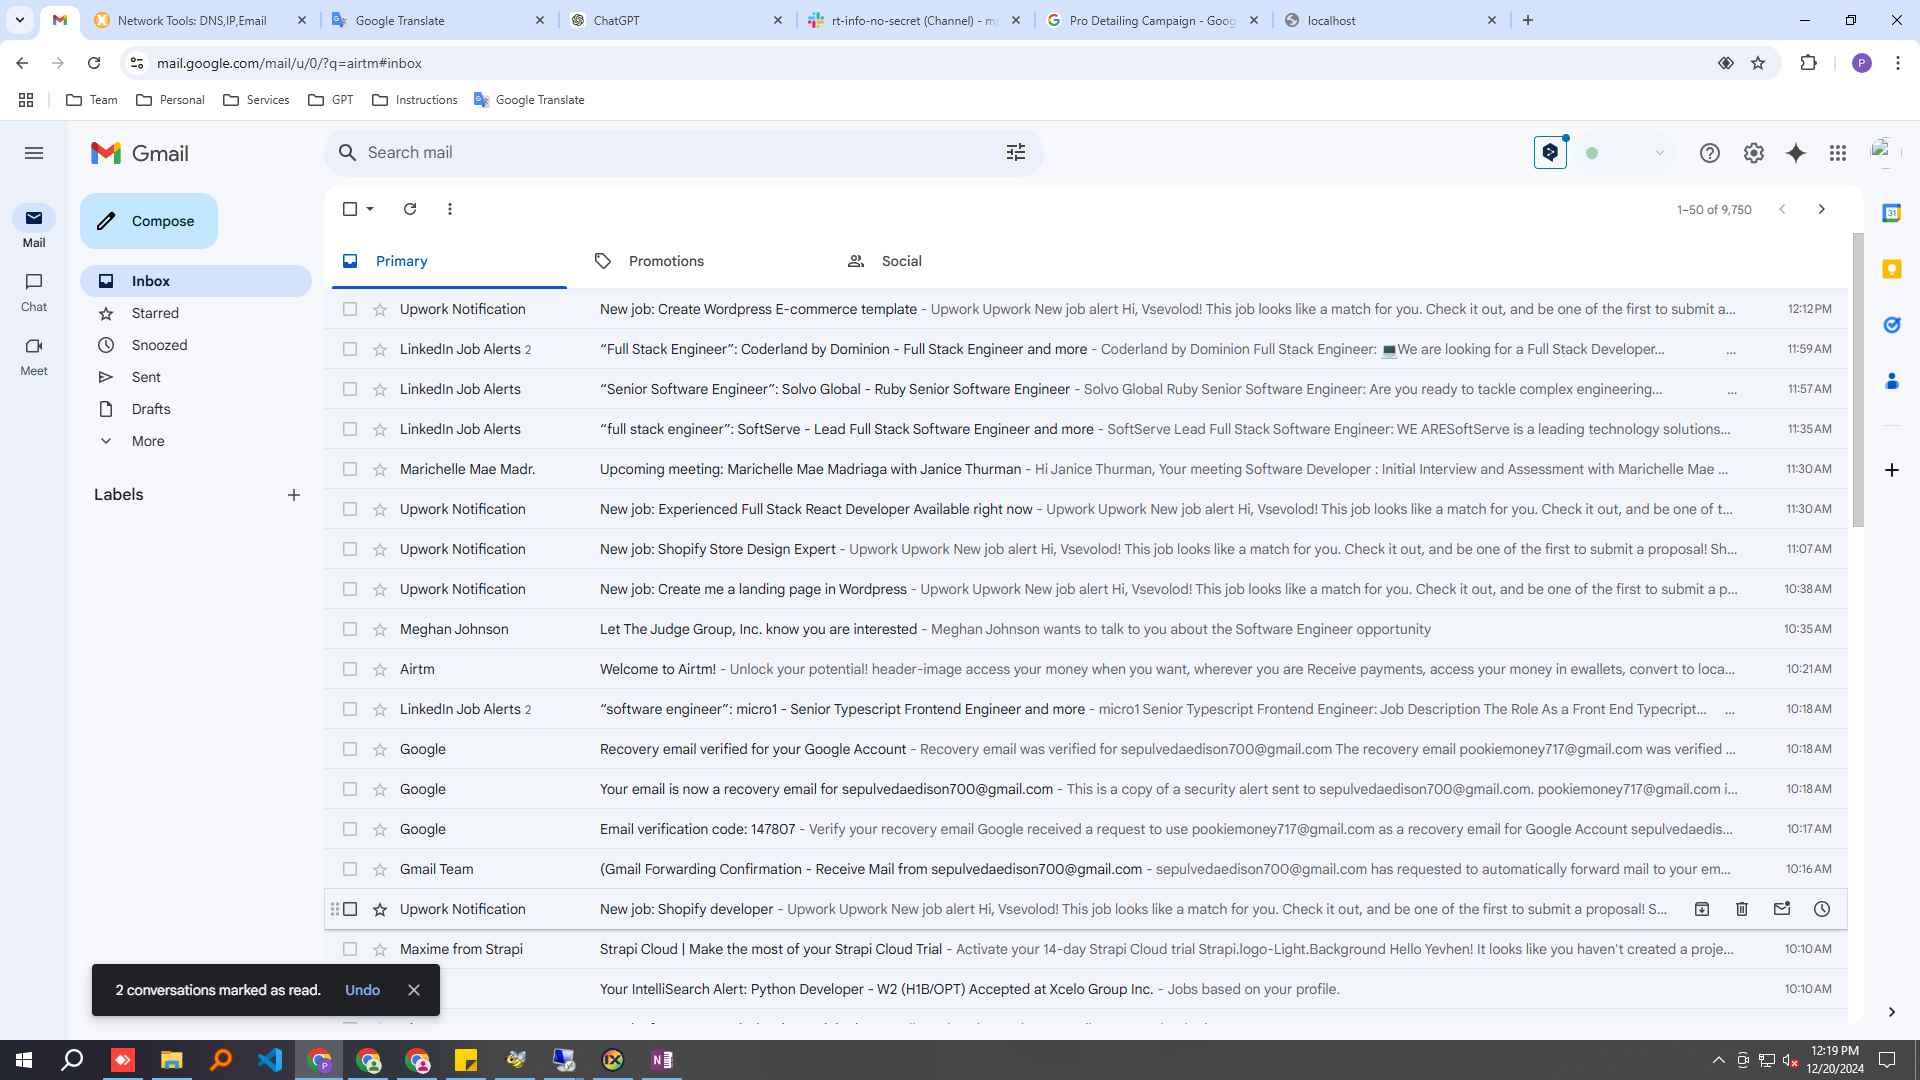 Network Tools: DNS,IP,Email
Google Translate
ChatGPT
rt-info-no-secret (Channel) - m
Pro Detailing Campaign - Goog
localhost
mail.google.com/mail/u/0/?q=airtm#inbox
P
Team
Personal
Services
GPT
Instructions
Google Translate
Gmail
Search mail
Compose
Mail
Chat
Meet
Inbox
Starred
Snoozed
Sent
Drafts
More
Labels
1–50 of 9,750
Primary
Promotions
Social
31
Upwork Notification New job: Create Wordpress E-commerce template - Upwork Upwork New job alert Hi, Vsevolod! This job looks like a match for you. Check it out, and be one of the first to submit a... 12:12 PM
LinkedIn Job Alerts 2 “Full Stack Engineer”: Coderland by Dominion - Full Stack Engineer and more - Coderland by Dominion Full Stack Engineer: 💻We are looking for a Full Stack Developer... ... 11:59 AM
LinkedIn Job Alerts “Senior Software Engineer”: Solvo Global - Ruby Senior Software Engineer - Solvo Global Ruby Senior Software Engineer: Are you ready to tackle complex engineering... ... 11:57 AM
LinkedIn Job Alerts “full stack engineer”: SoftServe - Lead Full Stack Software Engineer and more - SoftServe Lead Full Stack Software Engineer: WE ARESoftServe is a leading technology solutions... 11:35 AM
Marichelle Mae Madr. Upcoming meeting: Marichelle Mae Madriaga with Janice Thurman - Hi Janice Thurman, Your meeting Software Developer : Initial Interview and Assessment with Marichelle Mae ... 11:30 AM
Upwork Notification New job: Experienced Full Stack React Developer Available right now - Upwork Upwork New job alert Hi, Vsevolod! This job looks like a match for you. Check it out, and be one of t... 11:30 AM
Upwork Notification New job: Shopify Store Design Expert - Upwork Upwork New job alert Hi, Vsevolod! This job looks like a match for you. Check it out, and be one of the first to submit a proposal! Sh... 11:07 AM
Upwork Notification New job: Create me a landing page in Wordpress - Upwork Upwork New job alert Hi, Vsevolod! This job looks like a match for you. Check it out, and be one of the first to submit a p... 10:38 AM
Meghan Johnson Let The Judge Group, Inc. know you are interested - Meghan Johnson wants to talk to you about the Software Engineer opportunity 10:35 AM
Airtm Welcome to Airtm! - Unlock your potential! header-image access your money when you want, wherever you are Receive payments, access your money in ewallets, convert to loca... 10:21 AM
LinkedIn Job Alerts 2 “software engineer”: micro1 - Senior Typescript Frontend Engineer and more - micro1 Senior Typescript Frontend Engineer: Job Description The Role As a Front End Typecript... ... 10:18 AM
Google Recovery email verified for your Google Account - Recovery email was verified for sepulvedaedison700@gmail.com The recovery email pookiemoney717@gmail.com was verified ... 10:18 AM
Google Your email is now a recovery email for sepulvedaedison700@gmail.com - This is a copy of a security alert sent to sepulvedaedison700@gmail.com. pookiemoney717@gmail.com i... 10:18 AM
Google Email verification code: 147807 - Verify your recovery email Google received a request to use pookiemoney717@gmail.com as a recovery email for Google Account sepulvedaedis... 10:17 AM
Gmail Team (Gmail Forwarding Confirmation - Receive Mail from sepulvedaedison700@gmail.com - sepulvedaedison700@gmail.com has requested to automatically forward mail to your em... 10:16 AM
Upwork Notification New job: Shopify developer - Upwork Upwork New job alert Hi, Vsevolod! This job looks like a match for you. Check it out, and be one of the first to submit a proposal! S...
Maxime from Strapi Strapi Cloud | Make the most of your Strapi Cloud Trial - Activate your 14-day Strapi Cloud trial Strapi.logo-Light.Background Hello Yevhen! It looks like you haven't created a proje... 10:10 AM
Your IntelliSearch Alert: Python Developer - W2 (H1B/OPT) Accepted at Xcelo Group Inc. - Jobs based on your profile. 10:10 AM
2 conversations marked as read. Undo
12:19 PM
12/20/2024